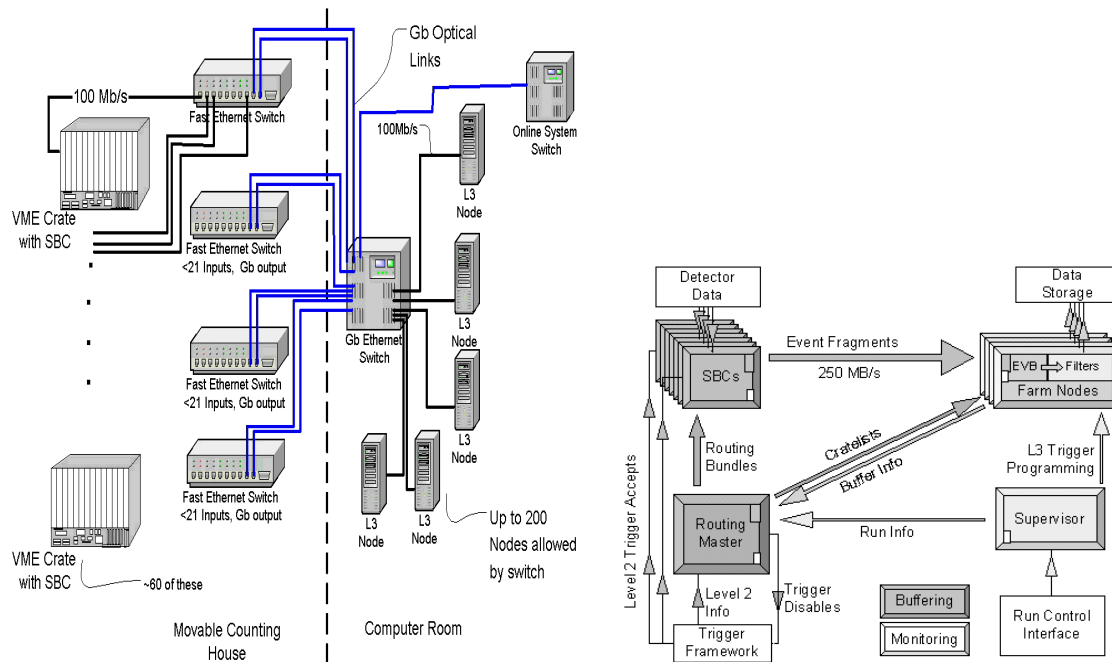 Gb Optical
Links
100 Mb/s
Fast Ethernet Switch
VME Crate
with SBC
100Mb/s
L3
Node
Online System
Switch
Fast Ethernet Switch
<21 Inputs, Gb output
Gb Ethernet
Switch
L3
Node
Fast Ethernet Switch
<21 Inputs, Gb output
L3
Node
Fast Ethernet Switch
<21 Inputs, Gb output
L3
Node
L3
Node
Up to 200
Nodes allowed
by switch
VME Crate
with SBC
~60 of these
Movable Counting
House
Computer Room
Detector
Data
Data
Storage
SBCs
Event Fragments
250 MB/s
EVB
Filters
Farm Nodes
Routing
Bundles
Cratelists
Buffer Info
L3 Trigger
Programming
Level 2 Trigger Accepts
Routing
Master
Run Info
Supervisor
Level 2
Info
Trigger
Disables
Trigger
Framework
Buffering
Monitoring
Run Control
Interface